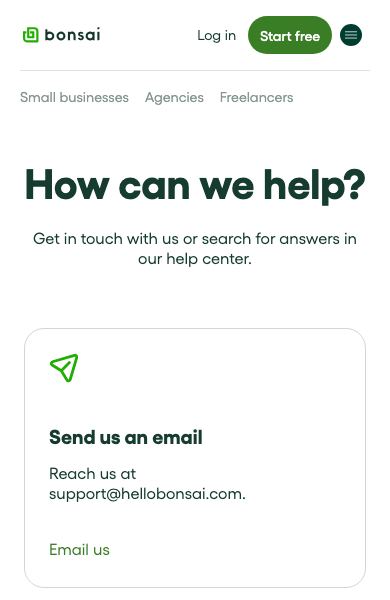 bonsai
Log in
Start free
Small businesses
Agencies
Freelancers
How can we help?
Get in touch with us or search for answers in
our help center.
Send us an email
Reach us at
support@hellobonsai.com.
Email us